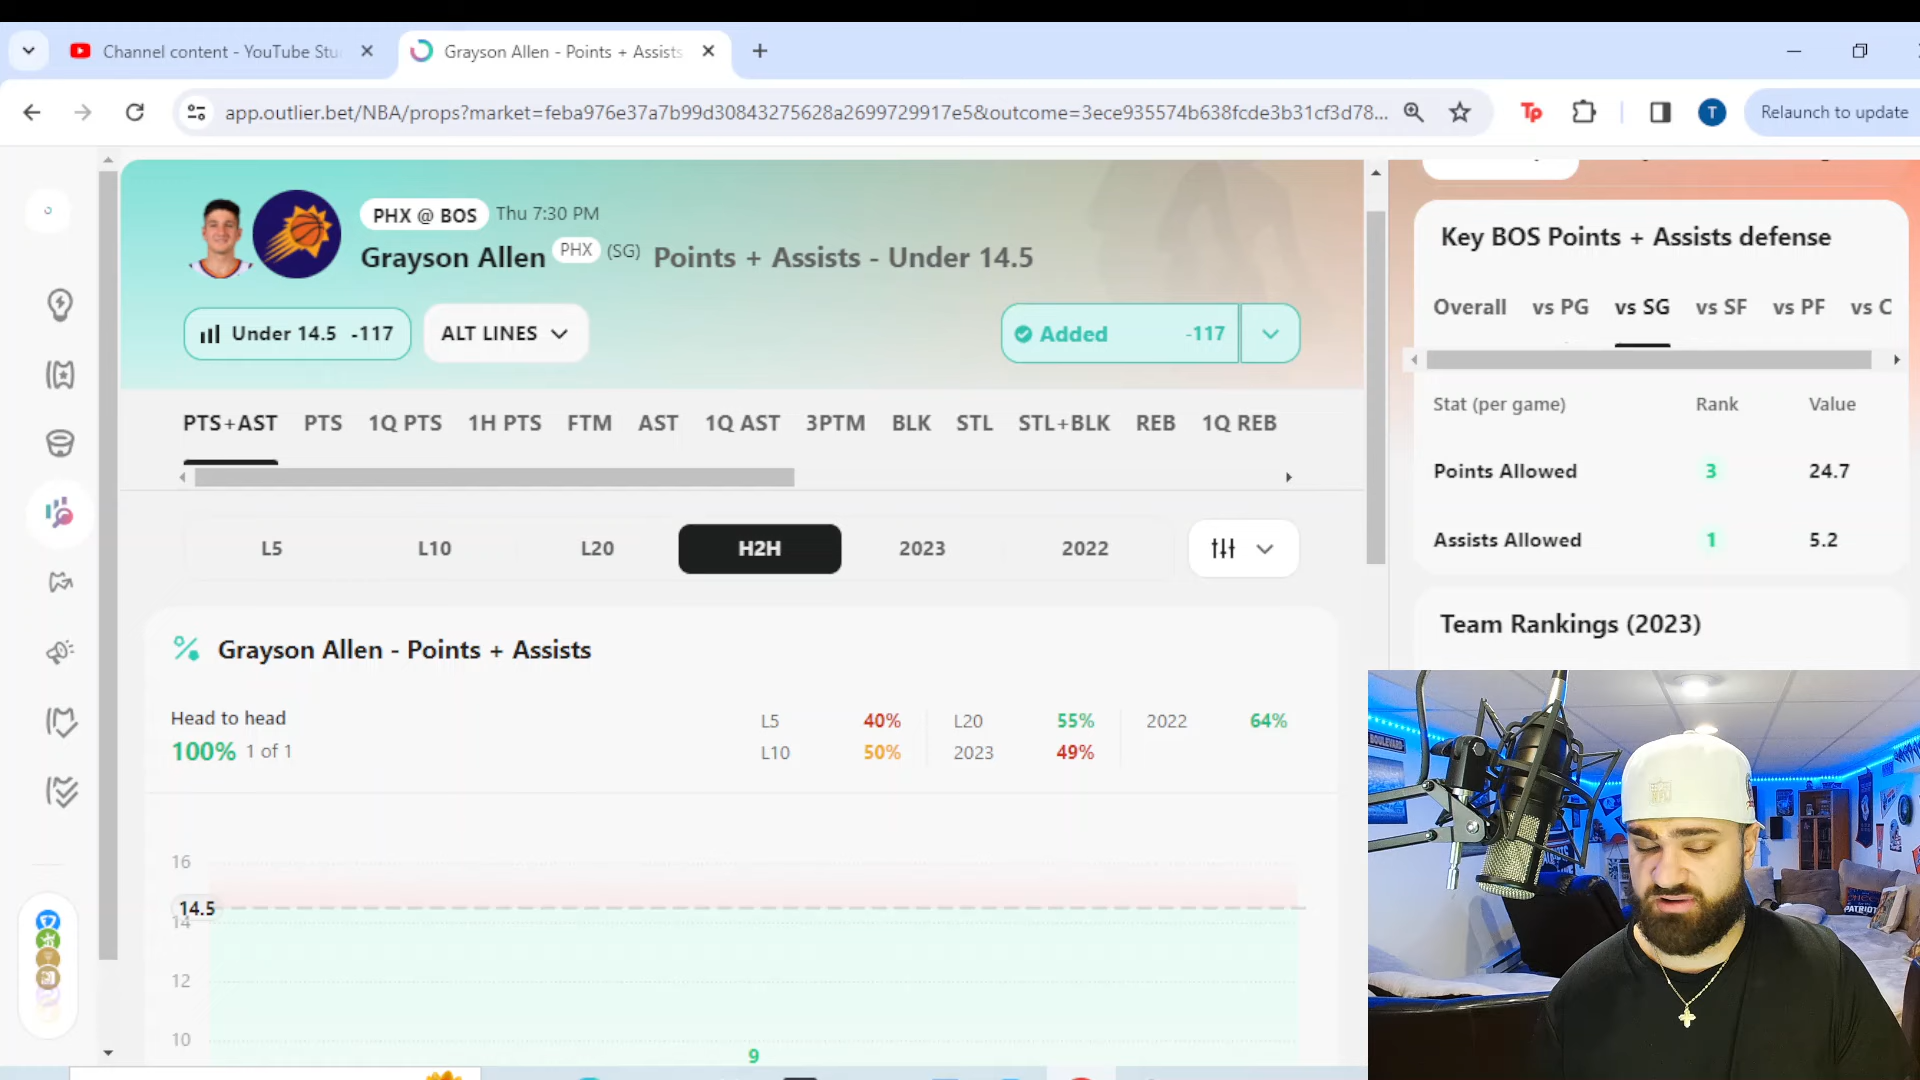 Channel content - YouTube Stu
Grayson Allen - Points + Assists
app.outlier.bet/NBA/props?market=feba976e37a7b99d30843275628a2699729917e5&outcome=3ece935574b638fcde3b31cf3d78...
Tp
T
Relaunch to update
PHX @ BOS Thu 7:30 PM
Grayson Allen PHX (SG) Points + Assists - Under 14.5
Under 14.5 -117
ALT LINES
Added -117
PTS+AST PTS 1Q PTS 1H PTS FTM AST 1Q AST 3PTM BLK STL STL+BLK REB 1Q REB
L5 L10 L20 H2H 2023 2022
Grayson Allen - Points + Assists
Head to head
100% 1 of 1
L5 40% L20 55% 2022 64%
L10 50% 2023 49%
16
14.5
14
12
10
9
Key BOS Points + Assists defense
Overall vs PG vs SG vs SF vs PF vs C
Stat (per game) Rank Value
Points Allowed 3 24.7
Assists Allowed 1 5.2
Team Rankings (2023)
BOULEVARD
NFL
PATRIOT